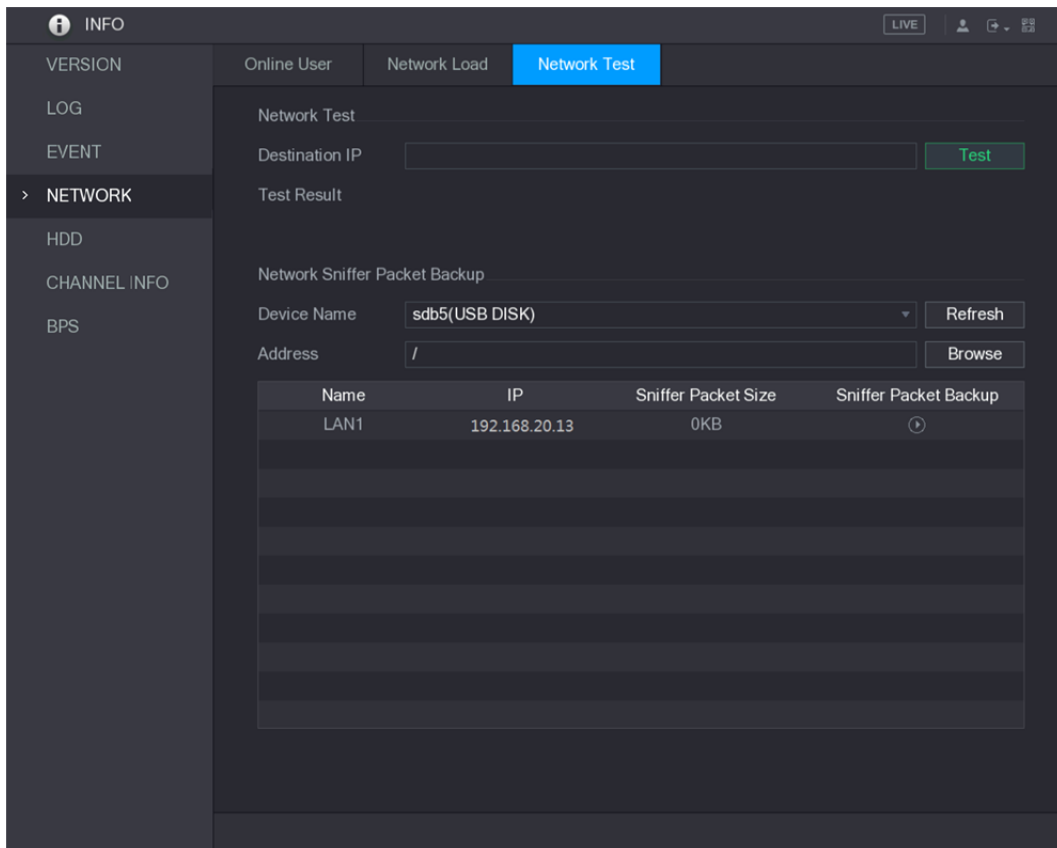 INFO
LIVE
VERSION
LOG
EVENT
NETWORK
HDD
CHANNEL INFO
BPS
Online User
Network Load
Network Test
Network Test
Destination IP
Test
Test Result
Network Sniffer Packet Backup
Device Name
sdb5(USB DISK)
Refresh
Address
/
Browse
Name IP Sniffer Packet Size Sniffer Packet Backup
LAN1 192.168.20.13 0KB